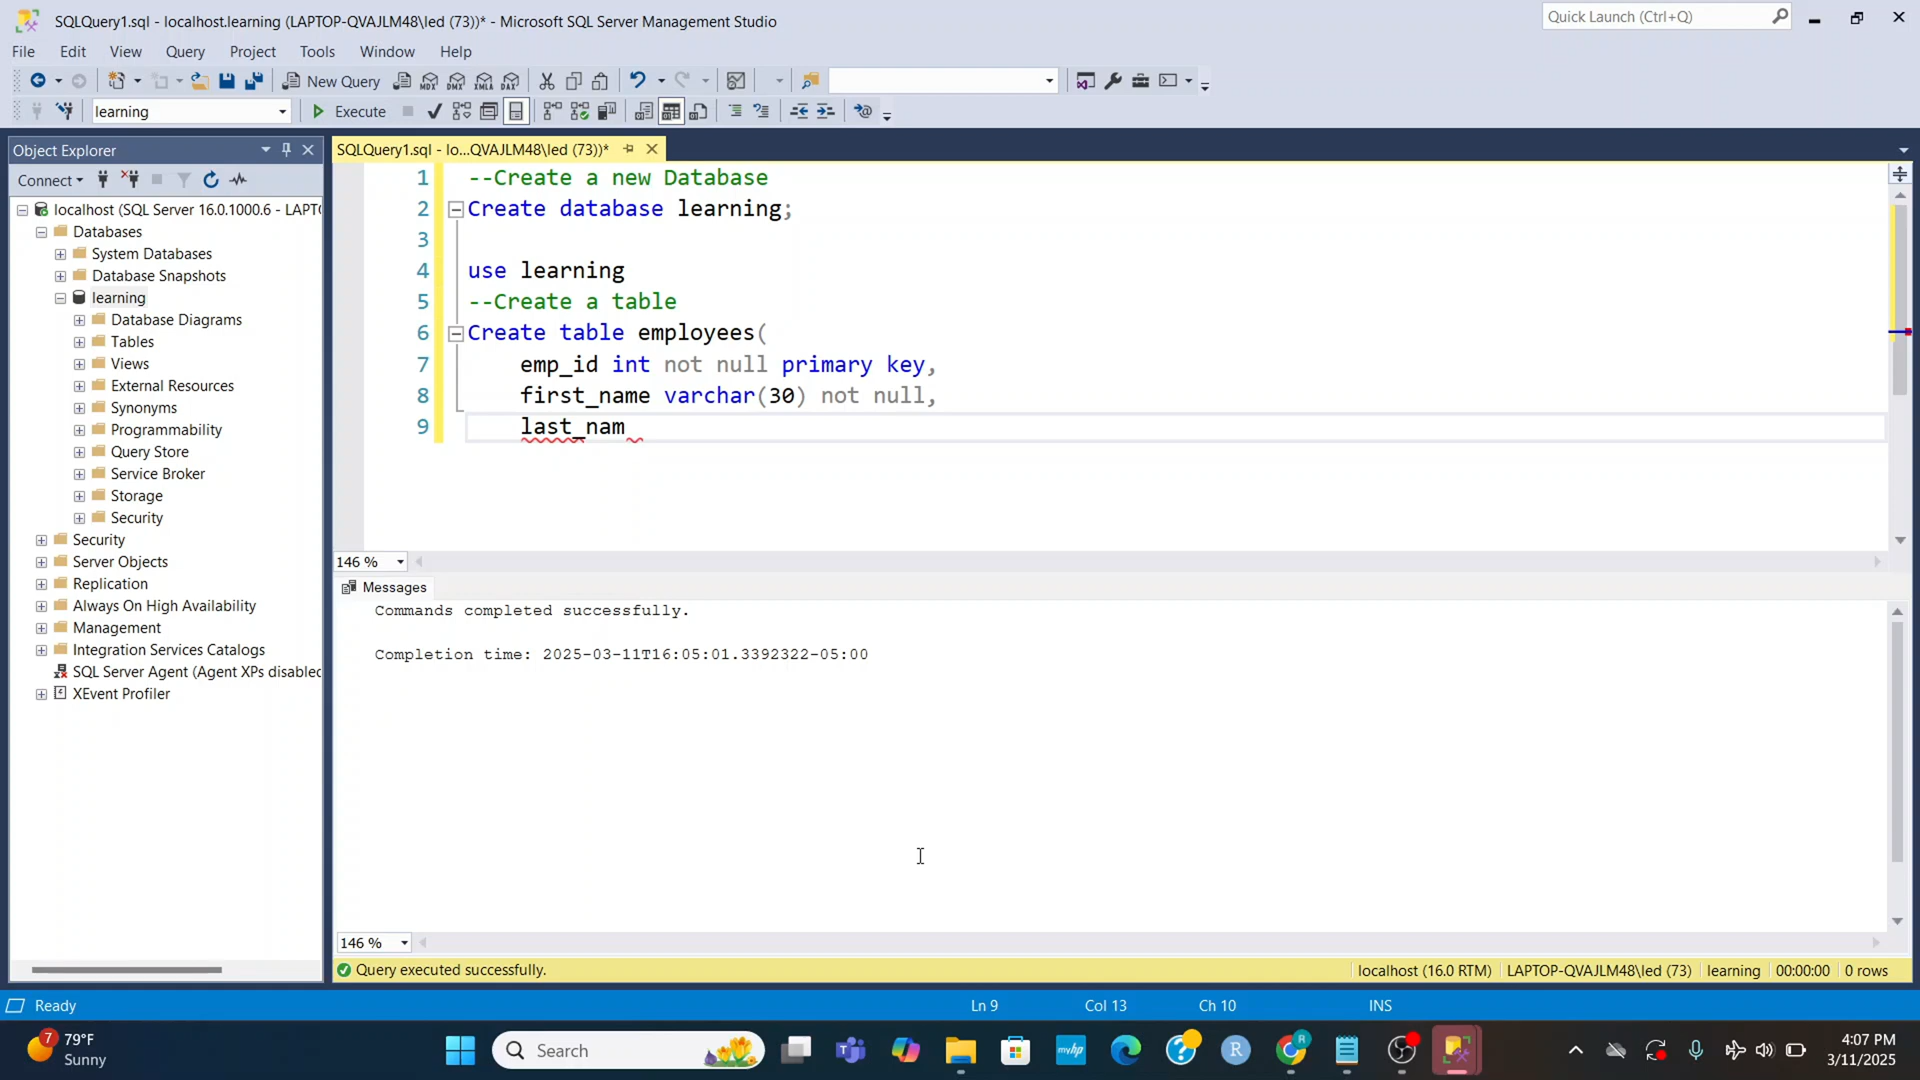 SQLQuery1.sql - localhost.learning (LAPTOP-QVAJLM48\led (73))* - Microsoft SQL Server Management Studio
Quick Launch (Ctrl+Q)
File Edit View Query Project Tools Window Help
New Query
MDX DMX XMLA DAX
learning
Execute
Object Explorer
SQLQuery1.sql - lo...QVAJLM48\led (73))*
Connect
localhost (SQL Server 16.0.1000.6 - LAPT
Databases
System Databases
Database Snapshots
learning
Database Diagrams
Tables
Views
External Resources
Synonyms
Programmability
Query Store
Service Broker
Storage
Security
Security
Server Objects
Replication
Always On High Availability
Management
Integration Services Catalogs
SQL Server Agent (Agent XPs disabled
XEvent Profiler
1 --Create a new Database
2 Create database learning;
3
4 use learning
5 --Create a table
6 Create table employees(
7 emp_id int not null primary key,
8 first_name varchar(30) not null,
9 last_nam
146 %
Messages
Commands completed successfully.
Completion time: 2025-03-11T16:05:01.3392322-05:00
146 %
Query executed successfully.
localhost (16.0 RTM) LAPTOP-QVAJLM48\led (73) learning 00:00:00 0 rows
Ready
Ln 9 Col 13 Ch 10 INS
7
79°F
Sunny
Search
myhp
R
R
4:07 PM
3/11/2025